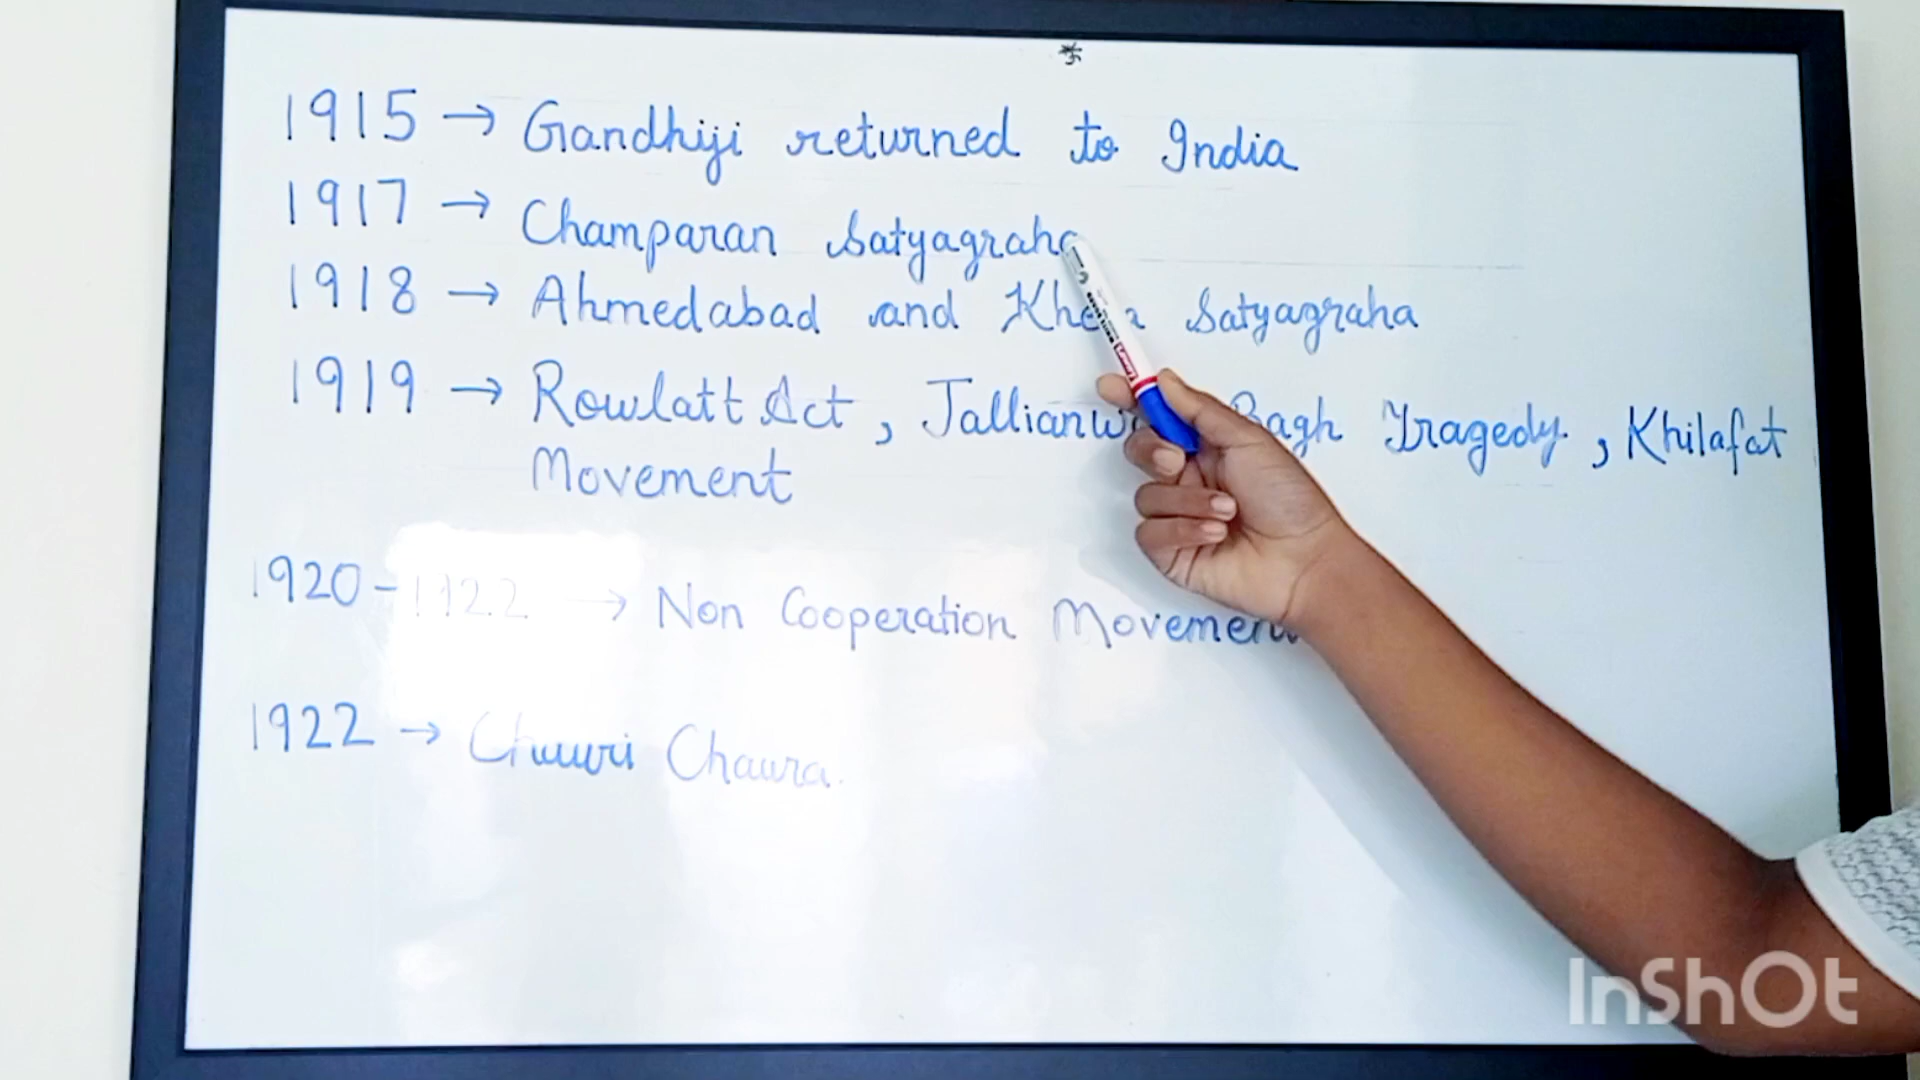 1915 → Gandhiji returned to India
1917 → Champaran Satyagraha
1918 → Ahmedabad and Satyagraha
1919 → Rowlatt Act, Bagh Tragedy, Khilafat
Movement
1920-1922 → Non Cooperation Movement
1922 → Chauri Chaura.
InShOt